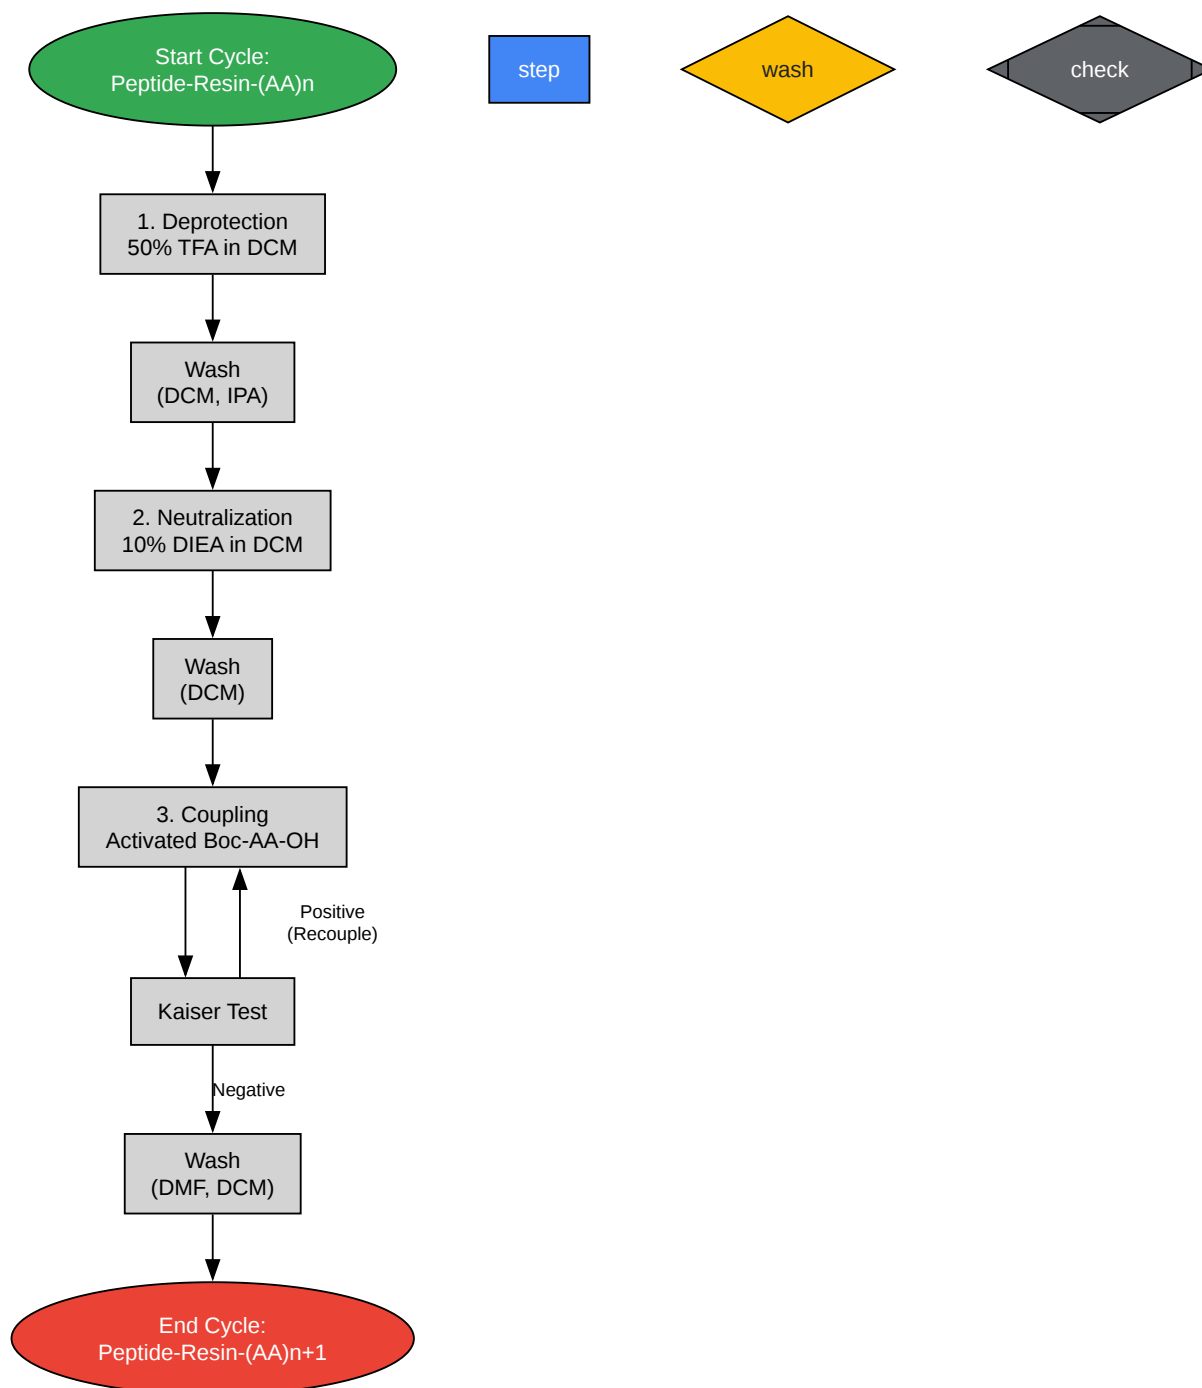 Start Cycle:
Peptide-Resin-(AA)n
step
wash
check
1. Deprotection
50% TFA in DCM
Wash
(DCM, IPA)
2. Neutralization
10% DIEA in DCM
Wash
(DCM)
3. Coupling
Activated Boc-AA-OH
Positive
(Recouple)
Kaiser Test
Negative
Wash
(DMF, DCM)
End Cycle:
Peptide-Resin-(AA)n+1